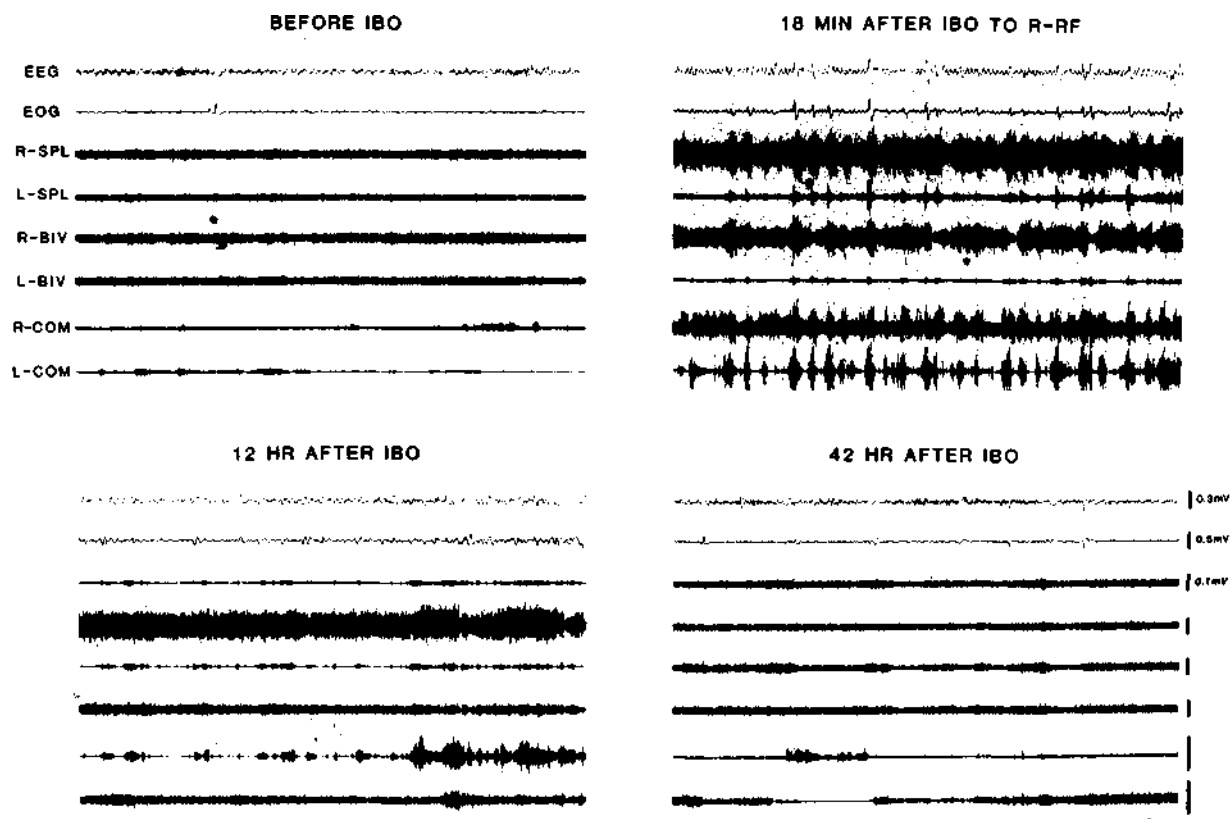 BEFORE IBO
18 MIN AFTER IBO TO R-RF
EEG
EOG
R-SPL
L-SPL
R-BIV
L-BIV
R-COM
L-COM
12 HR AFTER IBO
42 HR AFTER IBO
0.3mV
0.5mV
0.7mV